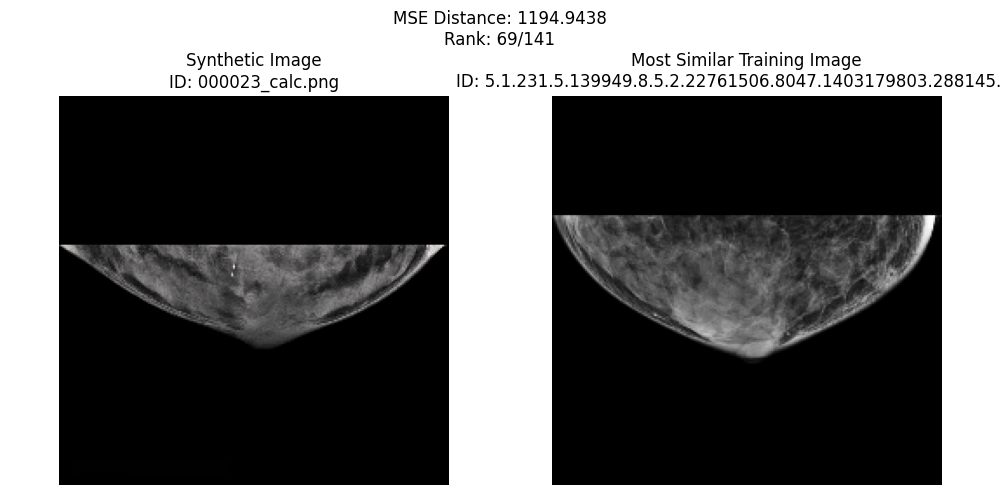 MSE Distance: 1194.9438
Rank: 69/141
Synthetic Image
ID: 000023_calc.png
Most Similar Training Image
ID: 5.1.231.5.139949.8.5.2.22761506.8047.1403179803.288145.